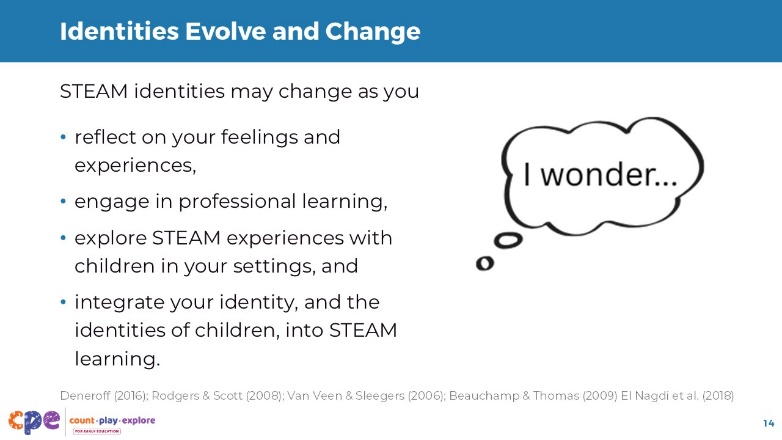 Identities Evolve and Change
STEAM identities may change as you
• reflect on your feelings and
experiences,
• engage in professional learning,
• explore STEAM experiences with
children in your settings, and
• integrate your identity, and the
identities of children, into STEAM
learning.
I wonder...
Deneroff (2016); Rodgers & Scott (2008); Van Veen & Sleegers (2006); Beauchamp & Thomas (2009) El Nagdi et al. (2018)
cpe
count·play·explore
FOR EARLY EDUCATION
14